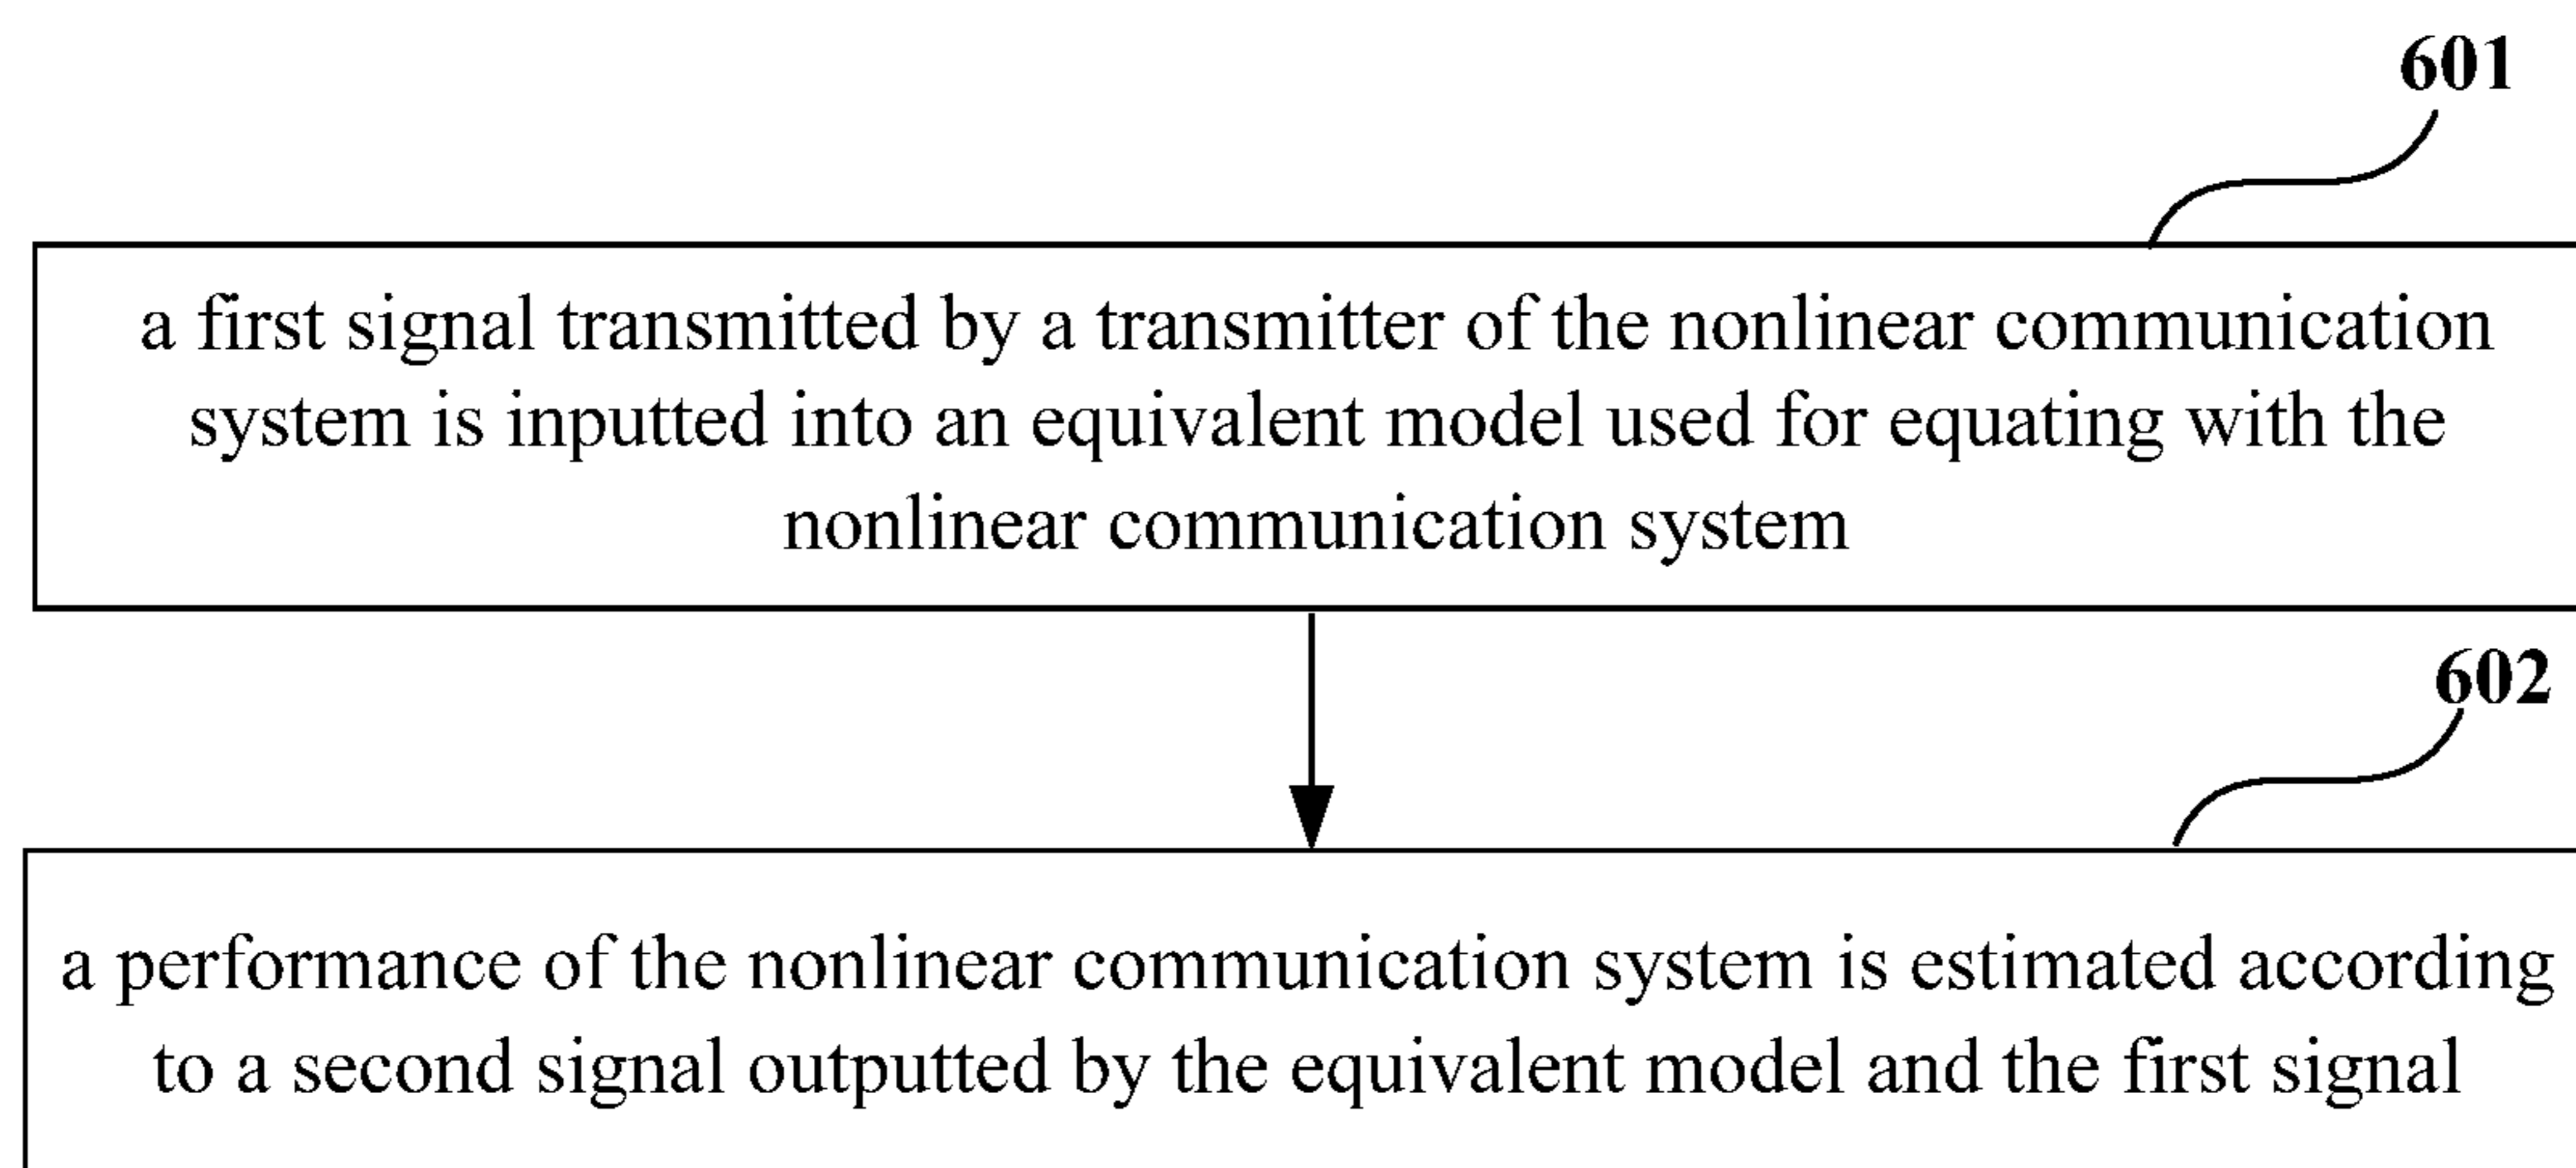 601
a first signal transmitted by a transmitter of the nonlinear communication
system is inputted into an equivalent model used for equating with the
nonlinear communication system
602
a performance of the nonlinear communication system is estimated according
to a second signal outputted by the equivalent model and the first signal